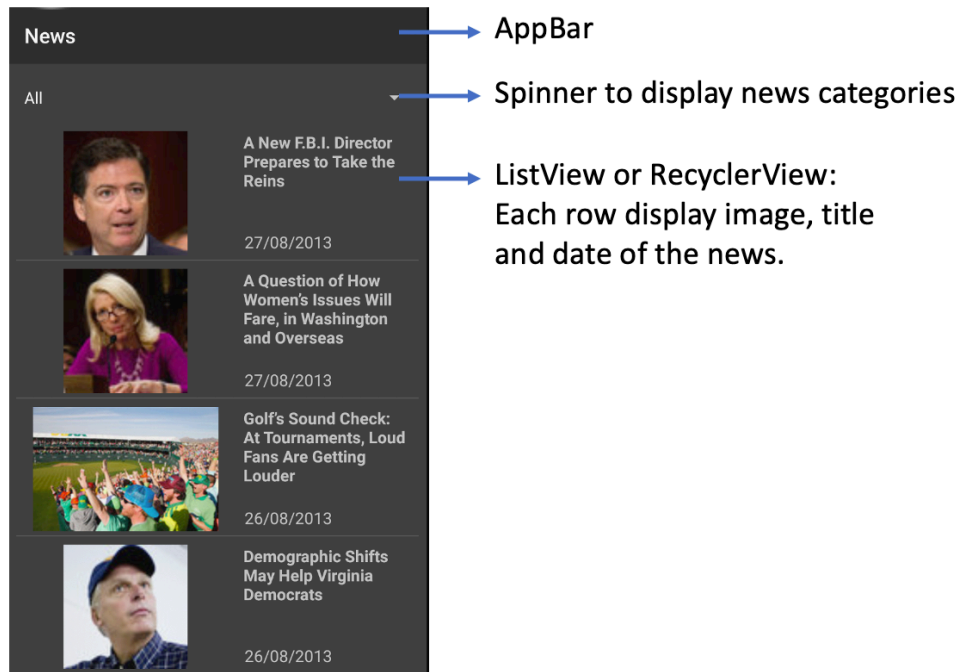 News
AppBar
All
Spinner to display news categories
A New F.B.I. Director
Prepares to Take the
Reins
27/08/2013
ListView or RecyclerView:
Each row display image, title
and date of the news.
A Question of How
Women's Issues Will
Fare, in Washington
and Overseas
27/08/2013
Golf's Sound Check:
At Tournaments, Loud
Fans Are Getting
Louder
26/08/2013
Demographic Shifts
May Help Virginia
Democrats
26/08/2013